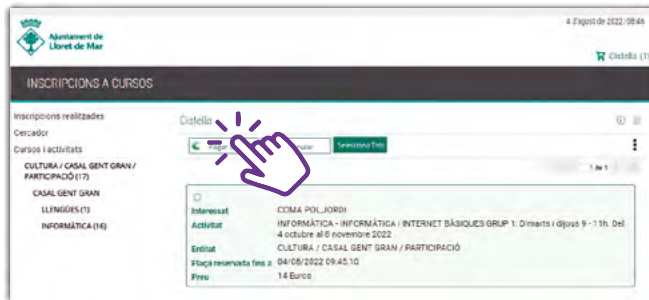 4 d'agost de 2022 / 08:46
Ajuntament de
Lloret de Mar
Cistella (1)
INSCRIPCIONS A CURSOS
Inscripcions realitzades
Cercador
Cursos i activitats
CULTURA / CASAL GENT GRAN /
PARTICIPACIÓ (17)
CASAL GENT GRAN
LLENGÜES (1)
INFORMÀTICA (16)
Cistella
Pagar
Selecciona Tots
1 de 1
Interessat COMA POL, JORDI
Activitat INFORMÀTICA - INFORMÀTICA I INTERNET BÀSIQUES GRUP 1: Dimarts i dijous 9 - 11h. Del
4 octubre al 8 novembre 2022
Entitat CULTURA / CASAL GENT GRAN / PARTICIPACIÓ
Plaça reservada fins a 04/08/2022 09:45:10
Preu 14 Euros